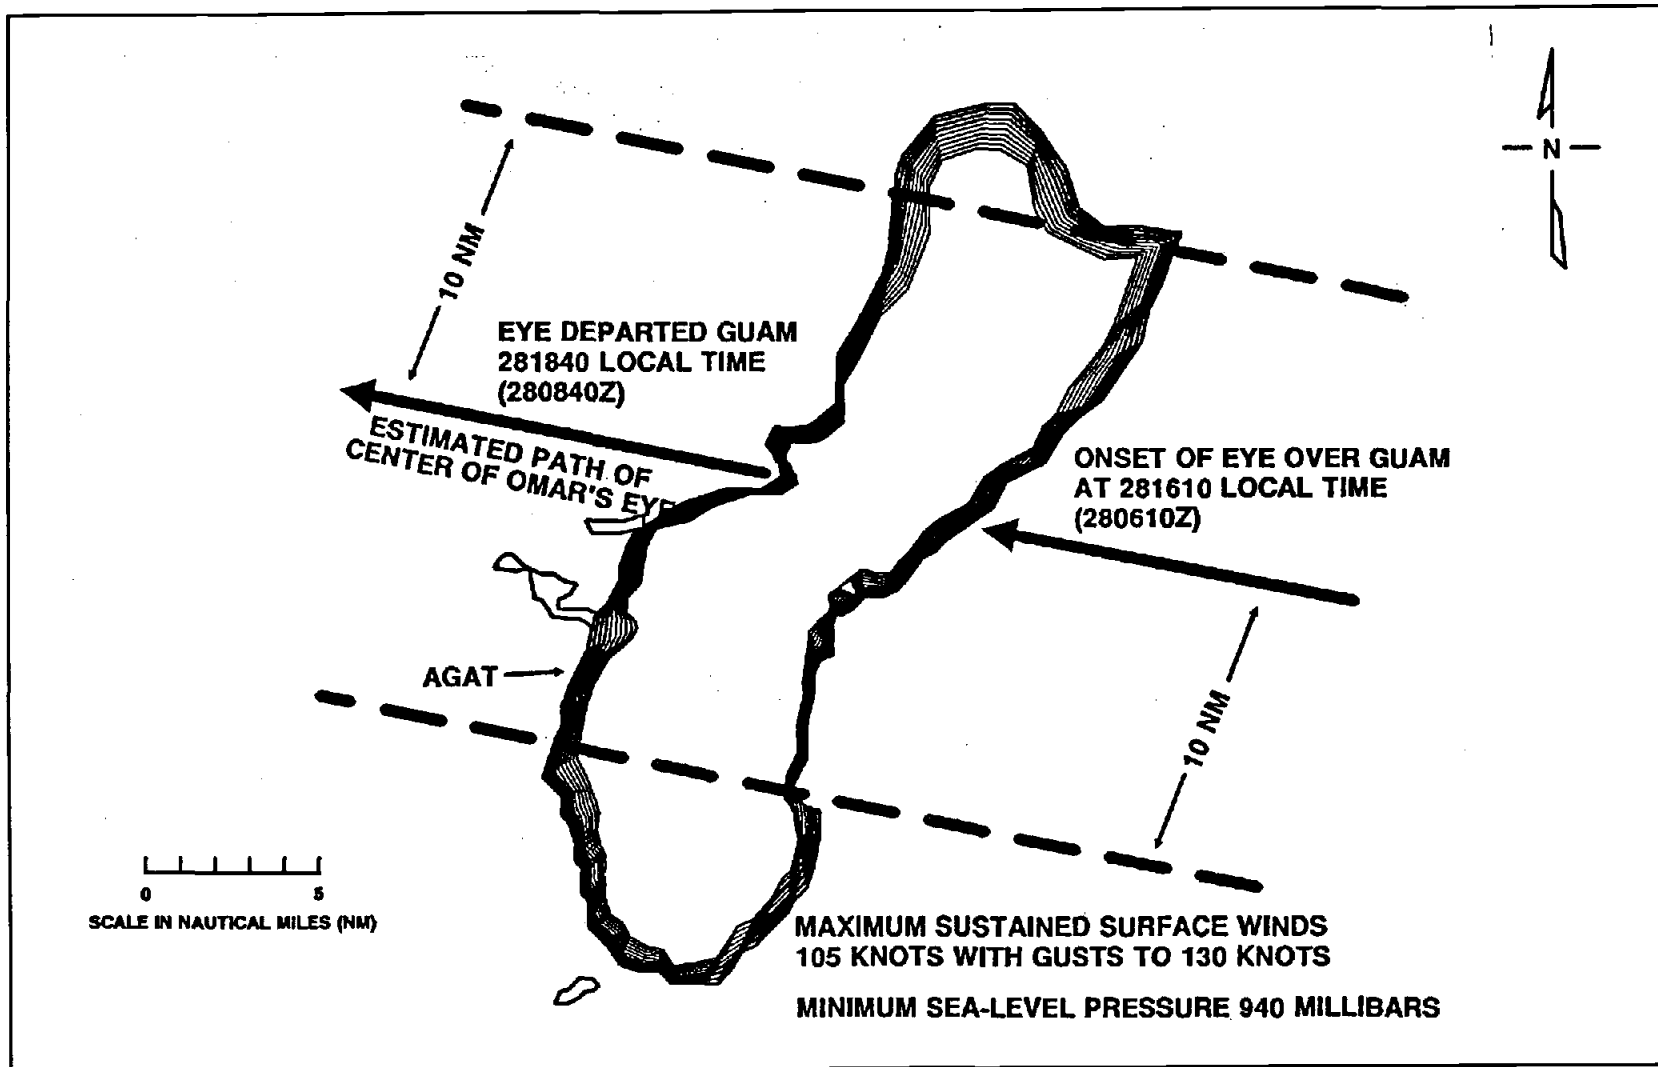 N
10 NM
EYE DEPARTED GUAM
281840 LOCAL TIME
(280840Z)
ESTIMATED PATH OF
CENTER OF OMAR'S EYE
ONSET OF EYE OVER GUAM
AT 281610 LOCAL TIME
(280610Z)
AGAT
10 NM
0 5
SCALE IN NAUTICAL MILES (NM)
MAXIMUM SUSTAINED SURFACE WINDS
105 KNOTS WITH GUSTS TO 130 KNOTS
MINIMUM SEA-LEVEL PRESSURE 940 MILLIBARS